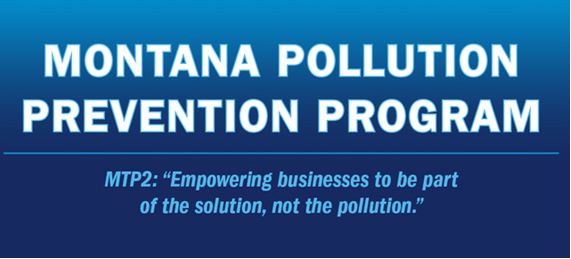 MONTANA POLLUTION
PREVENTION PROGRAM
MTP2: “Empowering businesses to be part
of the solution, not the pollution.”